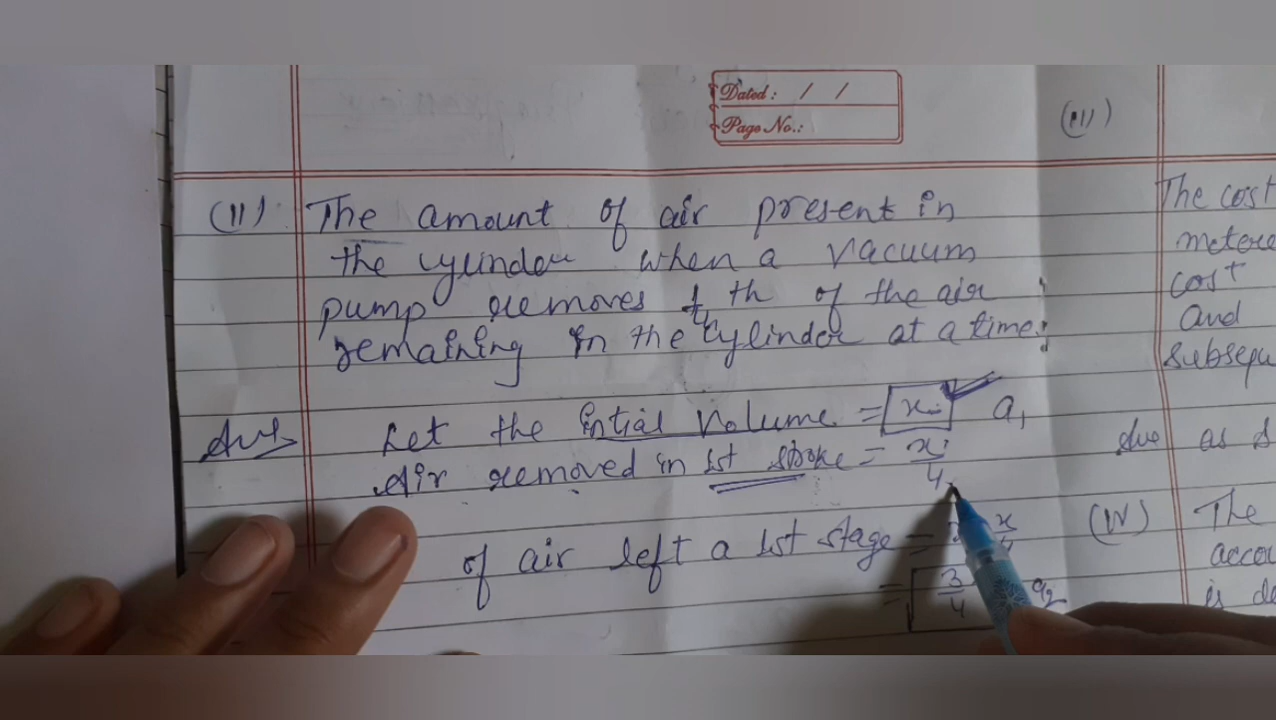 Dated : / /
Page No.:
(II) The amount of air present in
the cylinder when a vacuum
pump removes 1/4 th of the air
remaining in the cylinder at a time.
Ans Let the intial volume = x a₁
Air removed in 1st stroke = x/4
of air left a 1st stage = x/4
= 3/4 a₂
(III)
The cost
metere
cost
and
subsequ
due as
(IV) The
accor
is de